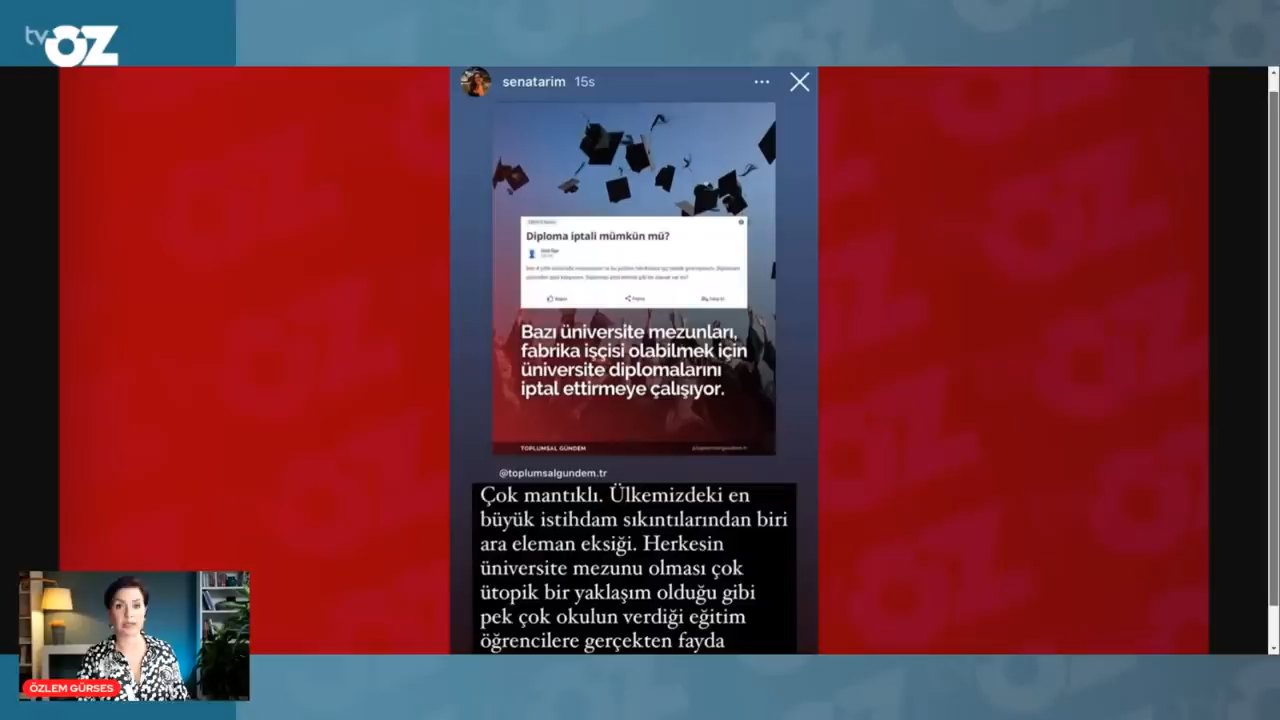 tv ÖZ
senatarim 15s
Diploma iptali mümkün mü?
Bazı üniversite mezunları,
fabrika işçisi olabilmek için
üniversite diplomalarını
iptal ettirmeye çalışıyor.
TOPLUMSAL GÜNDEM
@toplumsalgundem.tr
Çok mantıklı. Ülkemizdeki en
büyük istihdam sıkıntılarından biri
ara eleman eksiği. Herkesin
üniversite mezunu olması çok
ütopik bir yaklaşım olduğu gibi
pek çok okulun verdiği eğitim
öğrencilere gerçekten fayda
ÖZLEM GÜRSES